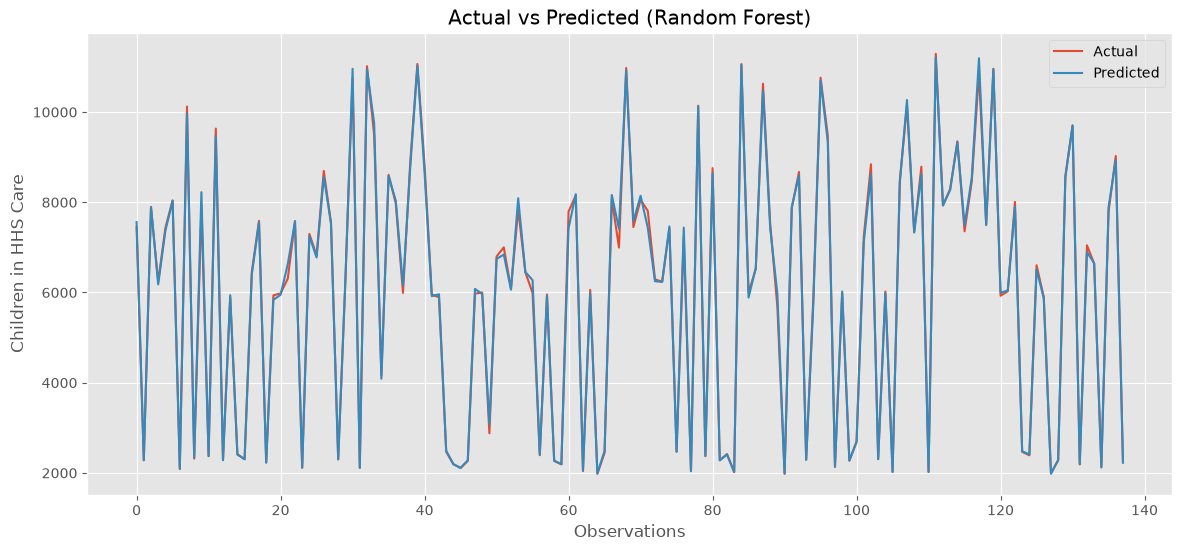 Actual vs Predicted (Random Forest)
Actual
Predicted
Children in HHS Care
10000
8000
6000
4000
2000
0 20 40 60 80 100 120 140
Observations